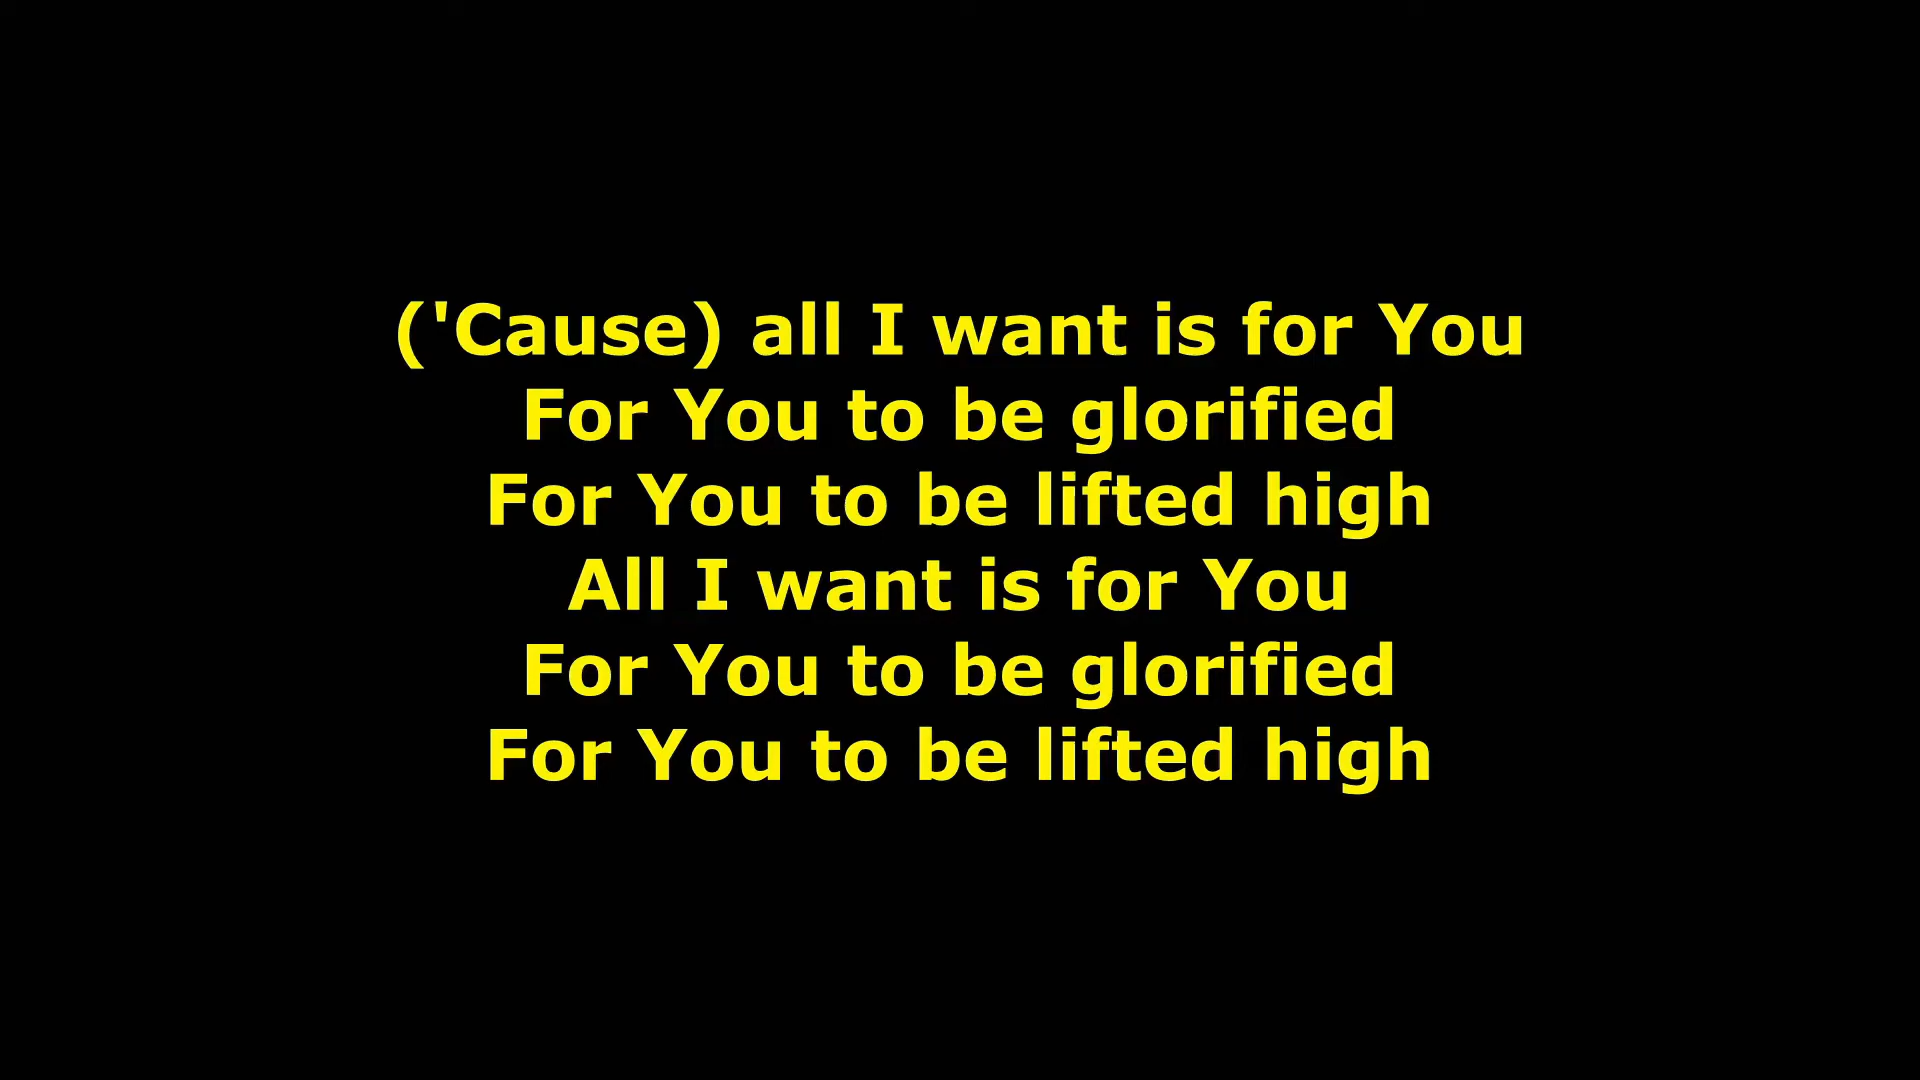 ('Cause) all I want is for You
For You to be glorified
For You to be lifted high
All I want is for You
For You to be glorified
For You to be lifted high